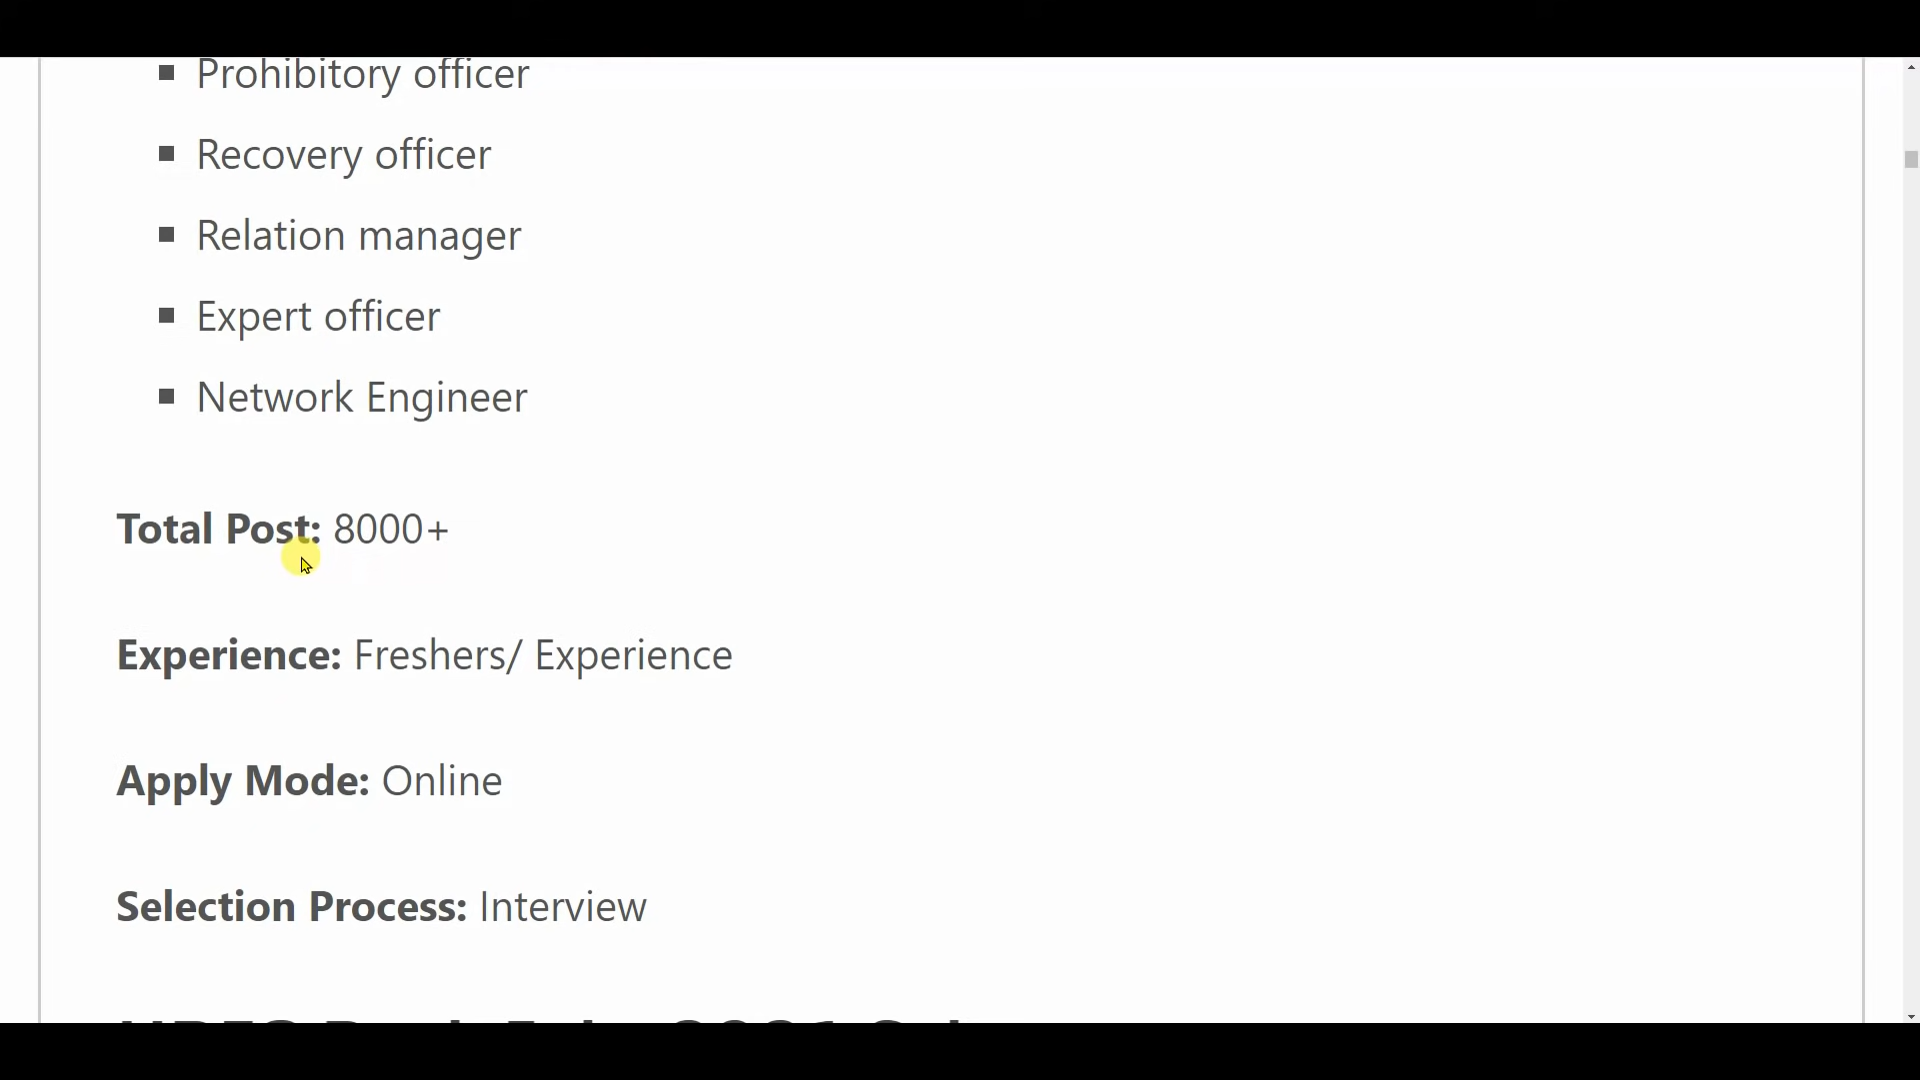 Prohibitory officer
Recovery officer
Relation manager
Expert officer
Network Engineer
Total Post: 8000+
Experience: Freshers/ Experience
Apply Mode: Online
Selection Process: Interview